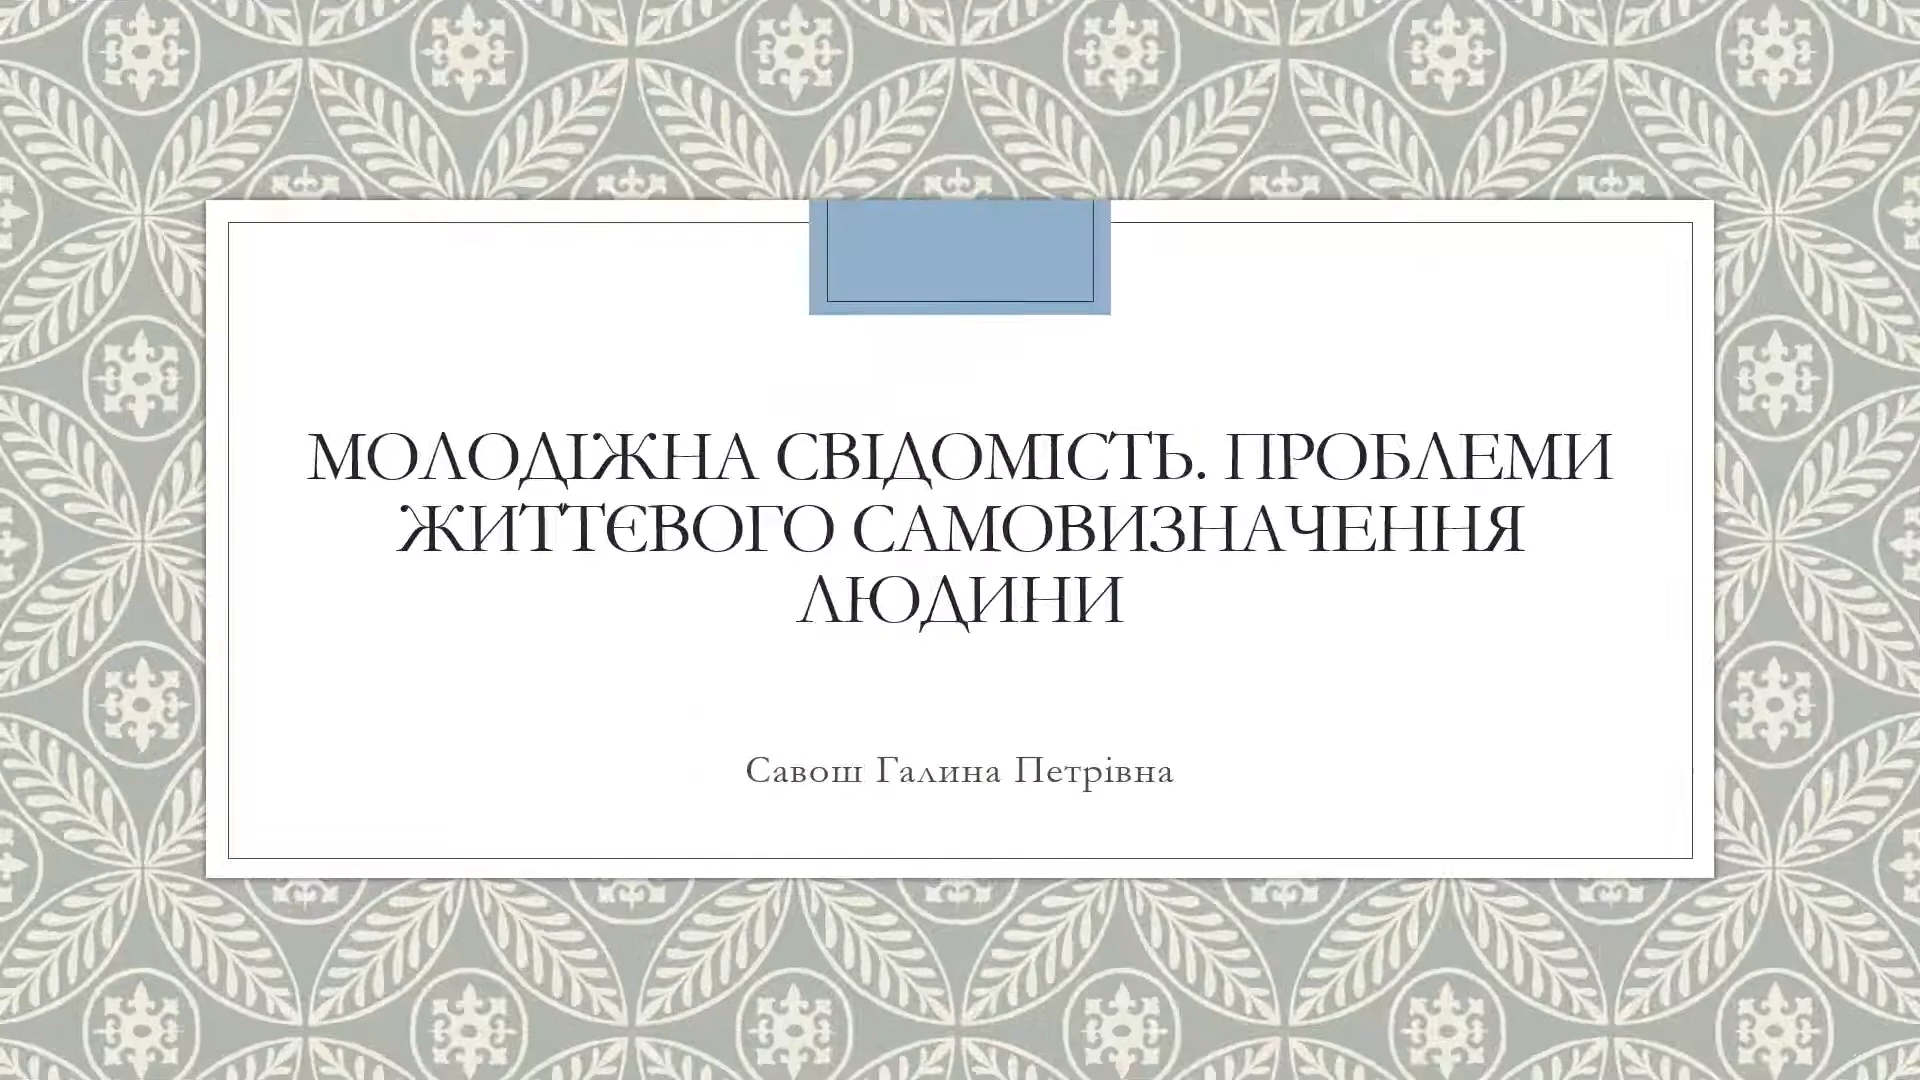 МОЛОДІЖНА СВІДОМІСТЬ. ПРОБЛЕМИ
ЖИТТЄВОГО САМОВИЗНАЧЕННЯ
ЛЮДИНИ
Савош Галина Петрівна